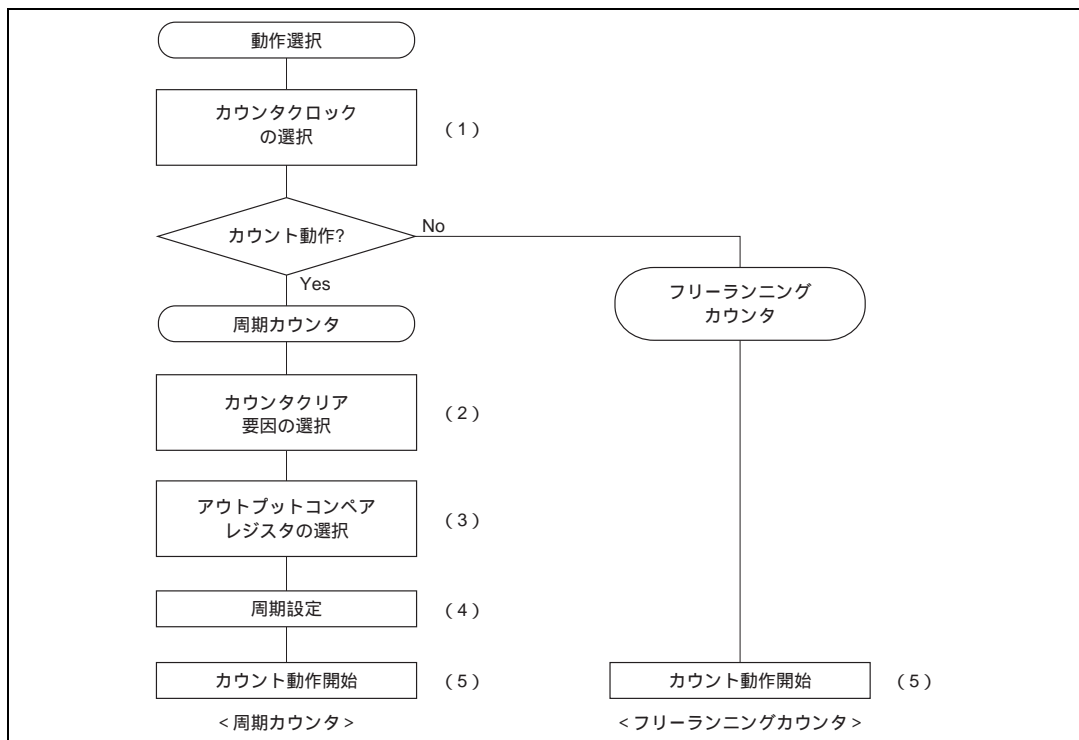 動作選択
カウンタクロック
の選択
(1)
カウント動作?
No
Yes
周期カウンタ
フリーランニング
カウンタ
カウンタクリア
要因の選択
(2)
アウトプットコンペア
レジスタの選択
(3)
周期設定
(4)
カウント動作開始
(5)
カウント動作開始
(5)
<周期カウンタ>
<フリーランニングカウンタ>